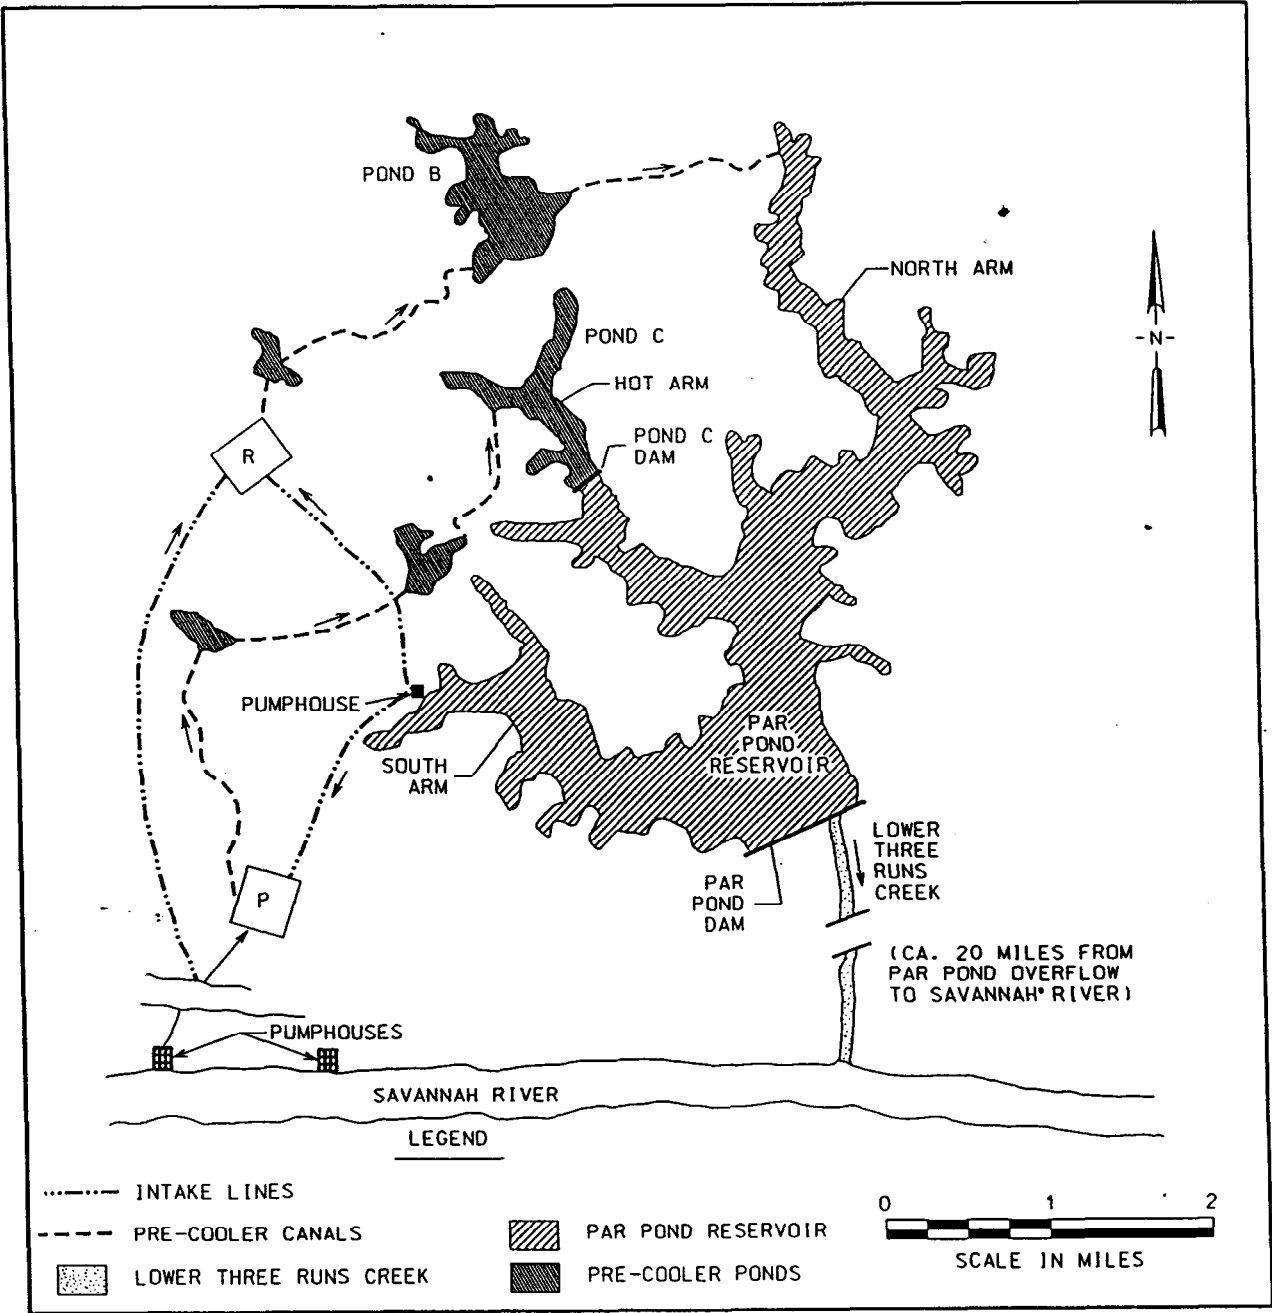 POND B
NORTH ARM
-N-
POND C
HOT ARM
POND C
DAM
R
PUMPHOUSE
SOUTH
ARM
PAR
POND
RESERVOIR
P
LOWER
THREE
RUNS
CREEK
PAR
POND
DAM
(CA. 20 MILES FROM
PAR POND OVERFLOW
TO SAVANNAH RIVER)
PUMPHOUSES
SAVANNAH RIVER
LEGEND
INTAKE LINES
PRE-COOLER CANALS
LOWER THREE RUNS CREEK
PAR POND RESERVOIR
PRE-COOLER PONDS
0 1 2
SCALE IN MILES